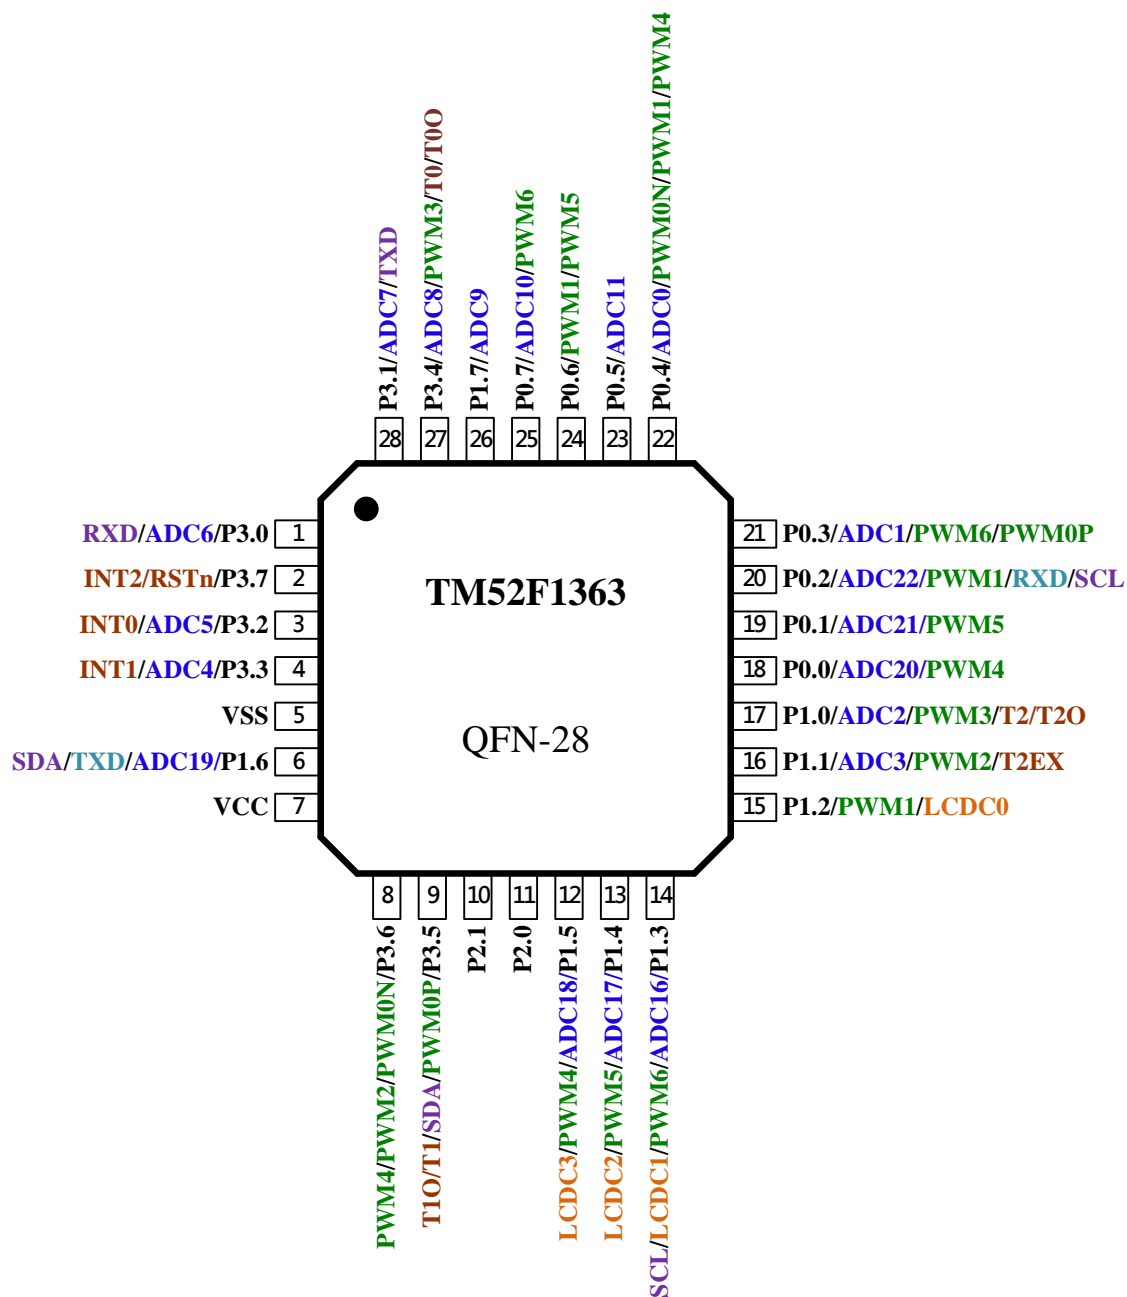 P3.1/ADC7/TXD
P3.4/ADC8/PWM3/T0/T0O
P1.7/ADC9
P0.7/ADC10/PWM6
P0.6/PWM1/PWM5
P0.5/ADC11
P0.4/ADC0/PWM0N/PWM1/PWM4
28 27 26 25 24 23 22
RXD/ADC6/P3.0 1
INT2/RSTn/P3.7 2
INT0/ADC5/P3.2 3
INT1/ADC4/P3.3 4
VSS 5
SDA/TXD/ADC19/P1.6 6
VCC 7
TM52F1363
QFN-28
21 P0.3/ADC1/PWM6/PWM0P
20 P0.2/ADC22/PWM1/RXD/SCL
19 P0.1/ADC21/PWM5
18 P0.0/ADC20/PWM4
17 P1.0/ADC2/PWM3/T2/T2O
16 P1.1/ADC3/PWM2/T2EX
15 P1.2/PWM1/LCDC0
8 9 10 11 12 13 14
PWM4/PWM2/PWM0N/P3.6
T1O/T1/SDA/PWM0P/P3.5
P2.1
P2.0
LCDC3/PWM4/ADC18/P1.5
LCDC2/PWM5/ADC17/P1.4
SCL/LCDC1/PWM6/ADC16/P1.3